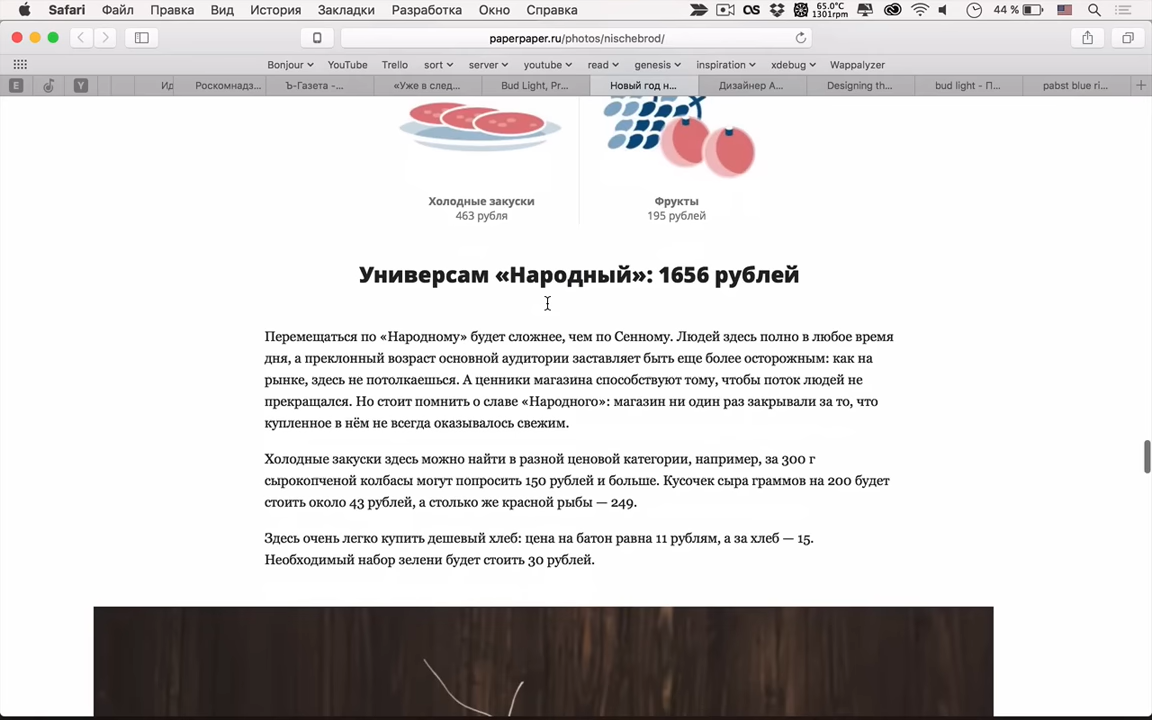 Safari Файл Правка Вид История Закладки Разработка Окно Справка 65.0°C 1301rpm 44 %
paperpaper.ru/photos/nischebrod/
Bonjour YouTube Trello sort server youtube read genesis inspiration xdebug Wappalyzer
E Y Ид Роскомнадз... Ъ-Газета -... «Уже в след... Bud Light, Pr... Новый год н... Дизайнер А... Designing th... bud light - П... pabst blue ri...
Холодные закуски
463 рубля
Фрукты
195 рублей
Универсам «Народный»: 1656 рублей
Перемещаться по «Народному» будет сложнее, чем по Сенному. Людей здесь полно в любое время
дня, а преклонный возраст основной аудитории заставляет быть еще более осторожным: как на
рынке, здесь не потолкаешься. А ценники магазина способствуют тому, чтобы поток людей не
прекращался. Но стоит помнить о славе «Народного»: магазин ни один раз закрывали за то, что
купленное в нём не всегда оказывалось свежим.
Холодные закуски здесь можно найти в разной ценовой категории, например, за 300 г
сырокопченой колбасы могут попросить 150 рублей и больше. Кусочек сыра граммов на 200 будет
стоить около 43 рублей, а столько же красной рыбы — 249.
Здесь очень легко купить дешевый хлеб: цена на батон равна 11 рублям, а за хлеб — 15.
Необходимый набор зелени будет стоить 30 рублей.